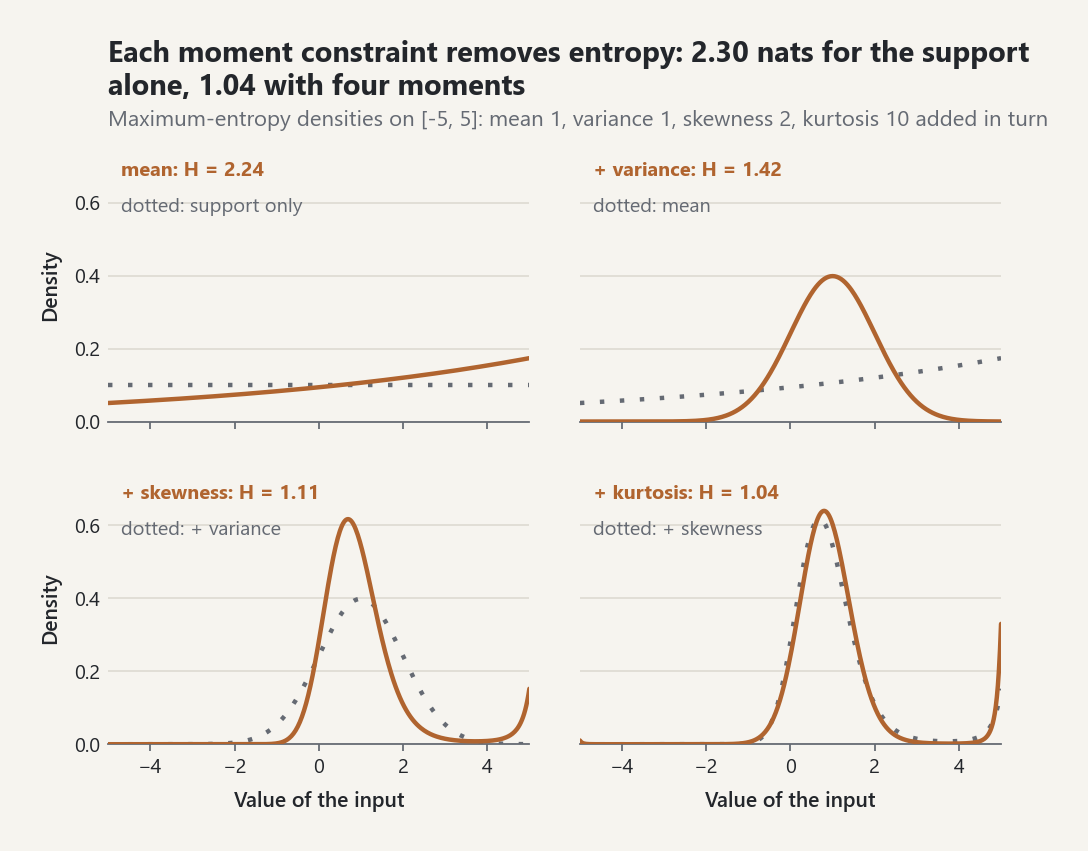 Each moment constraint removes entropy: 2.30 nats for the support
alone, 1.04 with four moments
Maximum-entropy densities on [-5, 5]: mean 1, variance 1, skewness 2, kurtosis 10 added in turn
mean: H = 2.24
dotted: support only
0.6
0.4
0.2
0.0
Density
+ variance: H = 1.42
dotted: mean
+ skewness: H = 1.11
dotted: + variance
0.6
0.4
0.2
0.0
Density
−4 −2 0 2 4
Value of the input
+ kurtosis: H = 1.04
dotted: + skewness
−4 −2 0 2 4
Value of the input